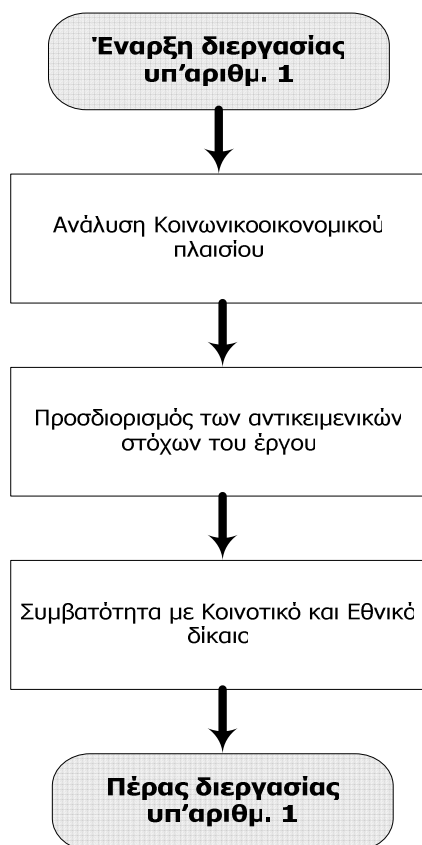 Έναρξη διεργασίας
υπ’αριθμ. 1
Ανάλυση Κοινωνικοοικονομικού
πλαισίου
Προσδιορισμός των αντικειμενικών
στόχων του έργου
Συμβατότητα με Κοινοτικό και Εθνικό
δίκαιο
Πέρας διεργασίας
υπ’αριθμ. 1